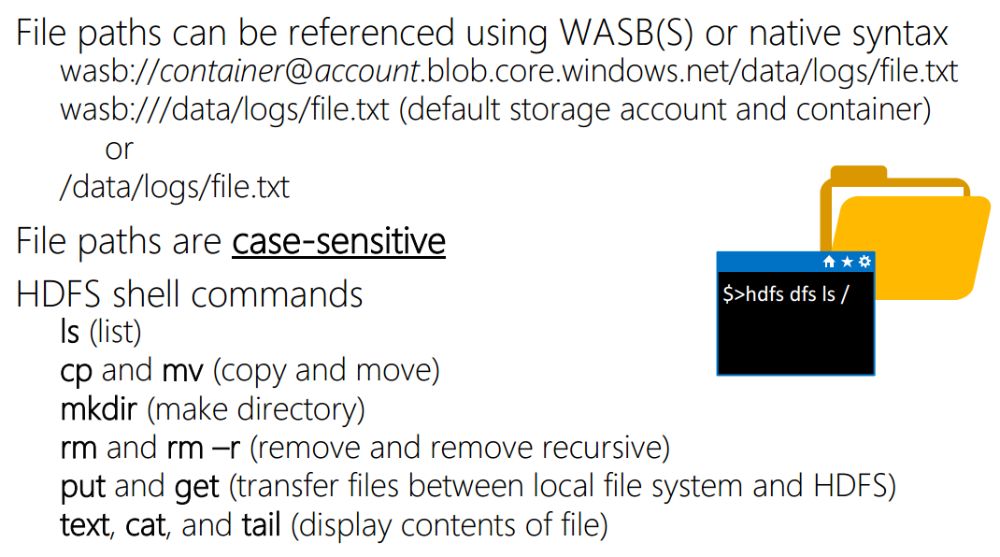 File paths can be referenced using WASB(S) or native syntax
wasb://container@account.blob.core.windows.net/data/logs/file.txt
wasb:///data/logs/file.txt (default storage account and container)
or
/data/logs/file.txt
File paths are case-sensitive
$>hdfs dfs ls /
HDFS shell commands
ls (list)
cp and mv (copy and move)
mkdir (make directory)
rm and rm –r (remove and remove recursive)
put and get (transfer files between local file system and HDFS)
text, cat, and tail (display contents of file)